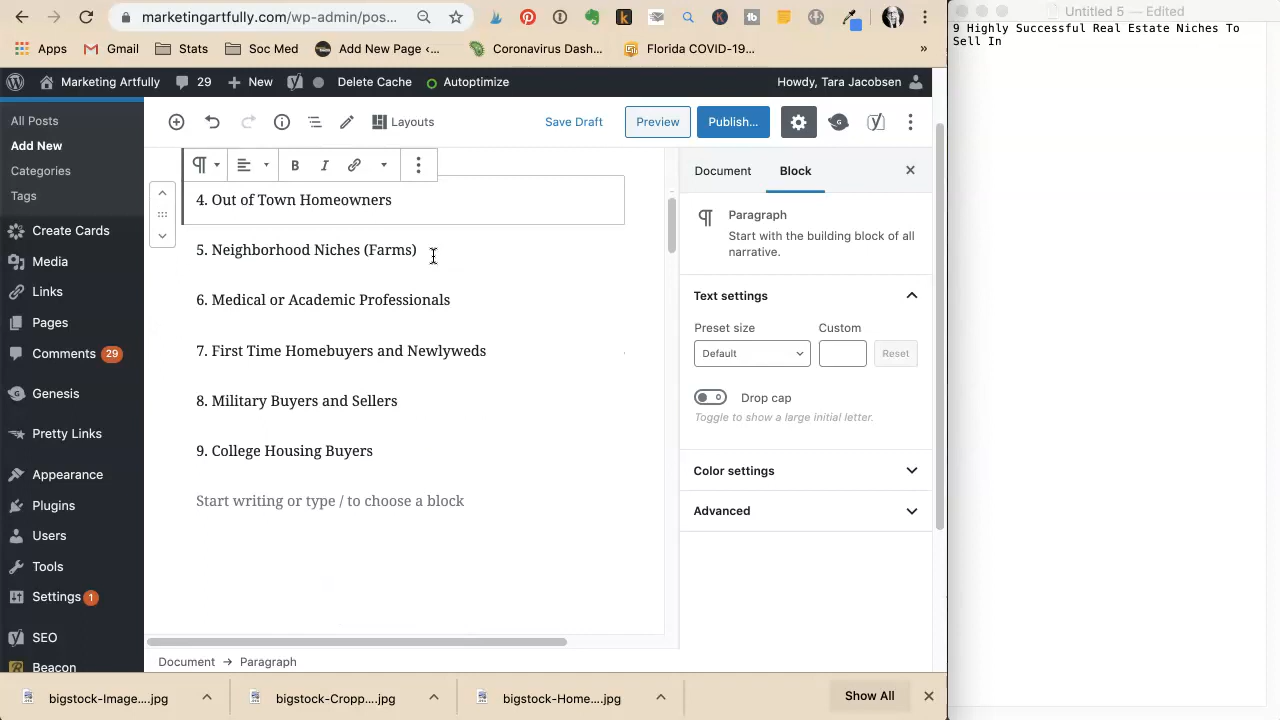 marketingartfully.com/wp-admin/pos...
Untitled 5 — Edited
Apps
Gmail
Stats
Soc Med
Add New Page <...
Coronavirus Dash...
Florida COVID-19...
»
9 Highly Successful Real Estate Niches To
Sell In
Marketing Artfully
29
New
Delete Cache
Autoptimize
Howdy, Tara Jacobsen
All Posts
Add New
Categories
Tags
Create Cards
Media
Links
Pages
Comments 29
Genesis
Pretty Links
Appearance
Plugins
Users
Tools
Settings 1
SEO
Beacon
Layouts
Save Draft
Preview
Publish...
B
I
4. Out of Town Homeowners
5. Neighborhood Niches (Farms)
6. Medical or Academic Professionals
7. First Time Homebuyers and Newlyweds
8. Military Buyers and Sellers
9. College Housing Buyers
Start writing or type / to choose a block
Document
Block
Paragraph
Start with the building block of all
narrative.
Text settings
Preset size
Custom
Default
Reset
Drop cap
Toggle to show a large initial letter.
Color settings
Advanced
Document → Paragraph
bigstock-Image....jpg
bigstock-Cropp....jpg
bigstock-Home....jpg
Show All